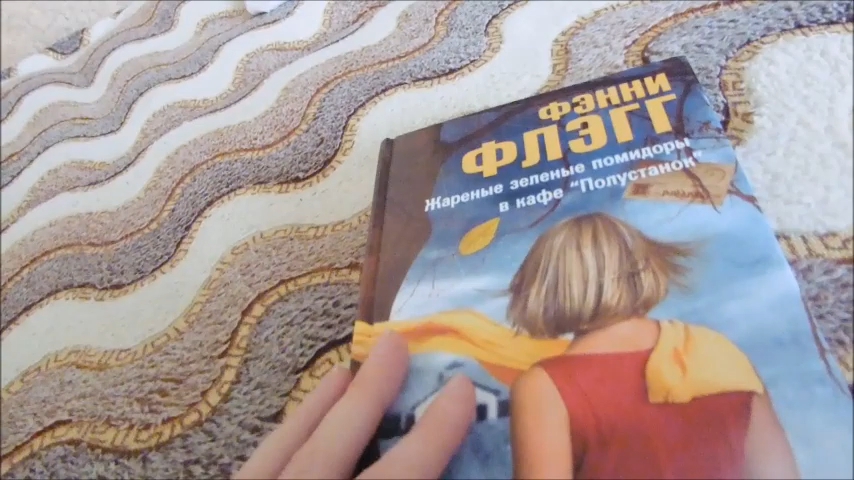 ФЭННИ
ФЛЭГГ
Жареные зеленые помидоры
в кафе "Полустанок"